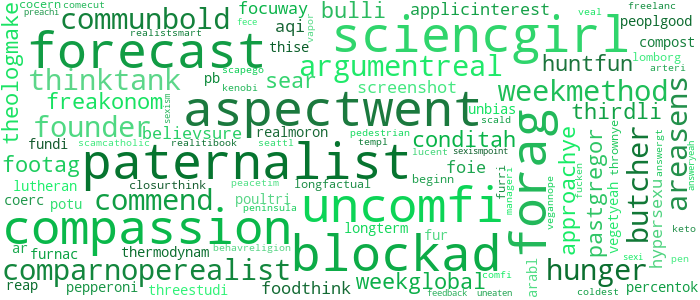 cocern comecut focuway bulli applicinterest veal freelanc
preachi communbold fece aqi peoplgood
theologmake forecast realistsmart thise sciencgirl compost lomborg
thinktank vapor argumentreal huntfun arteri
scapego sear screenshot weekmethod
freakonom kenobi pb unbias thirdli
founder sexism aspectwent scald
believsure realmoron pedestrian conditah
fundi realitibook templ forag approachye pastgregor vegetyeah thrownye butcher hypersexu answergt areasens
scamcatholic seattl lucent sexismpoint
footag paternalist foie answeryeah
lutheran closurthink peacetim longfactual beginn furri manageri vegannope fucken
coerc potu commend poultri uncomfi
peninsula longterm arabl
compassion fur sexi keto
ar furnac thermodynam behavreligion blockad comfi pen
comparnoperealist weekglobal hunger
reap pepperoni threestudi foodthink feedback uneaten coldest percentok